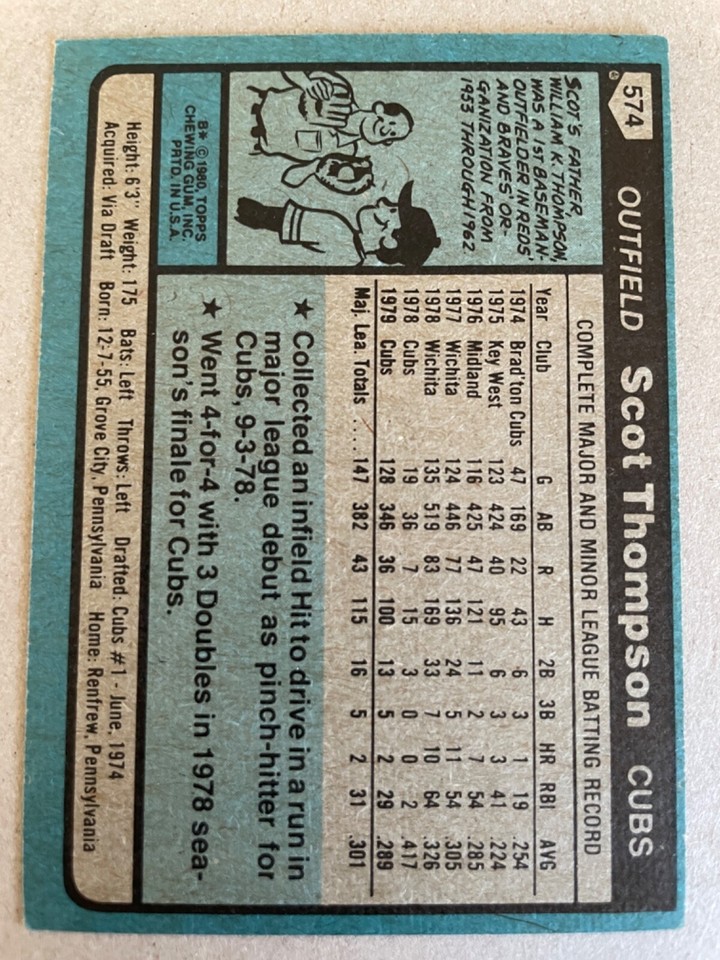 574 OUTFIELD Scot Thompson CUBS
SCOT'S FATHER,
WILLIAM K. THOMPSON,
WAS A 1ST BASEMAN-
OUTFIELDER IN REDS'
AND BRAVES' OR-
GANIZATION FROM
1953 THROUGH 1962.
B* © 1980, TOPPS
CHEWING GUM, INC.
PRTD. IN U.S.A.
COMPLETE MAJOR AND MINOR LEAGUE BATTING RECORD
Year Club G AB R H 2B 3B HR RBI AVG
1974 Brad'ton Cubs 47 169 22 43 6 3 1 19 .254
1975 Key West 123 424 40 95 6 3 3 41 .224
1976 Midland 116 425 47 121 11 2 7 54 .285
1977 Wichita 124 446 77 136 24 5 11 54 .305
1978 Wichita 135 519 83 169 33 7 10 64 .326
1978 Cubs 19 36 7 15 3 0 0 2 .417
1979 Cubs 128 346 36 100 13 5 2 29 .289
Maj. Lea. Totals .... 147 382 43 115 16 5 2 31 .301
★ Collected an infield Hit to drive in a run in
major league debut as pinch-hitter for
Cubs, 9-3-78.
★ Went 4-for-4 with 3 Doubles in 1978 sea-
son's finale for Cubs.
Height: 6'3" Weight: 175 Bats: Left Throws: Left Drafted: Cubs #1 - June, 1974
Acquired: Via Draft Born: 12-7-55, Grove City, Pennsylvania Home: Renfrew, Pennsylvania